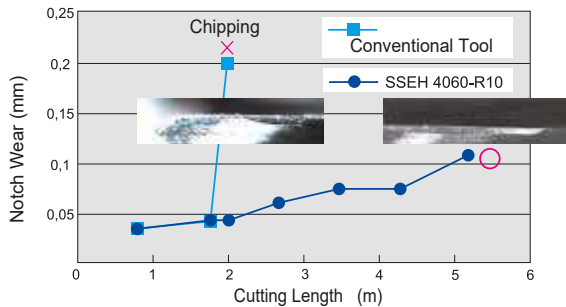 0,25
Chipping
Conventional Tool
0,2
SSEH 4060-R10
0,15
Notch Wear (mm)
0,1
0,05
0
1
2
3
4
5
6
Cutting Length (m)